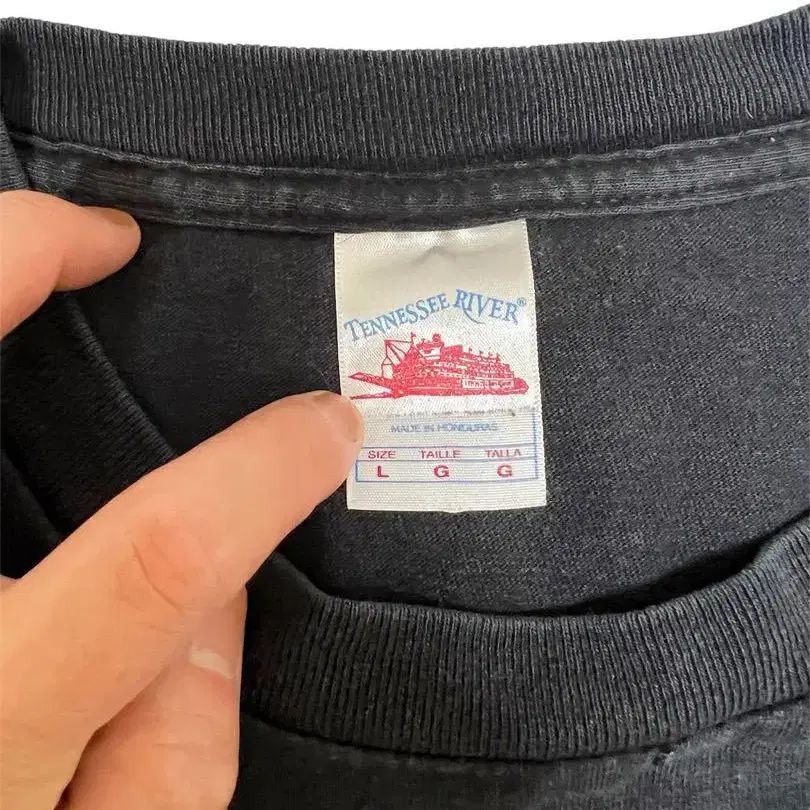 TENNESSEE RIVER®
MADE IN HONDURAS
SIZE TAILLE TALLA
L G G